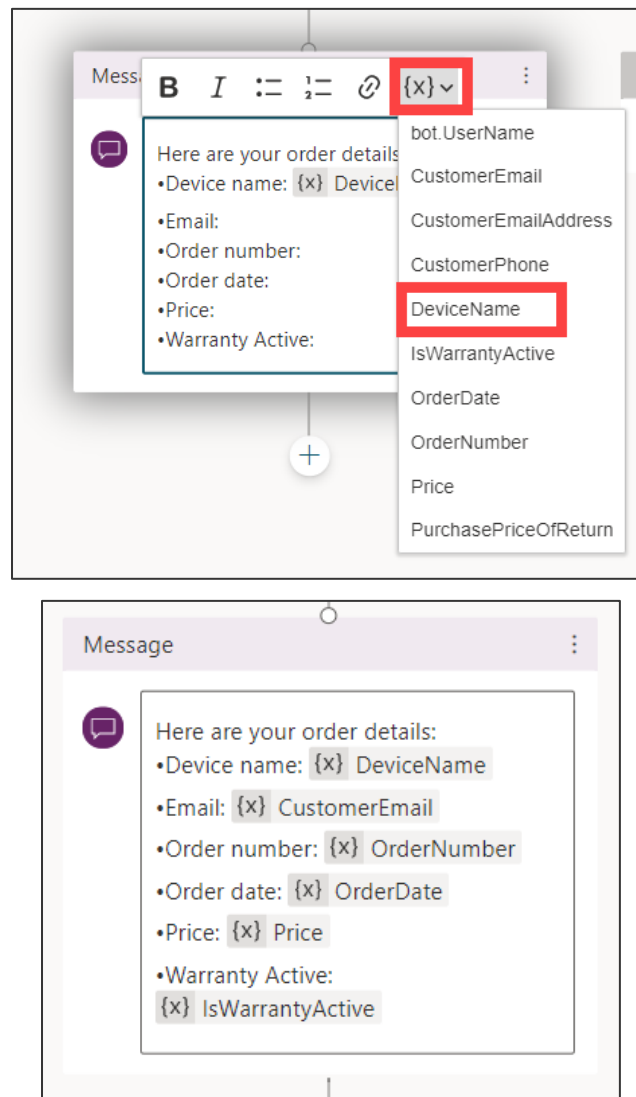 Mess
B I {x}
Here are your order details
•Device name: {x} Device
•Email:
•Order number:
•Order date:
•Price:
•Warranty Active:
bot.UserName
CustomerEmail
CustomerEmailAddress
CustomerPhone
DeviceName
IsWarrantyActive
OrderDate
OrderNumber
Price
PurchasePriceOfReturn
Message
Here are your order details:
•Device name: {x} DeviceName
•Email: {x} CustomerEmail
•Order number: {x} OrderNumber
•Order date: {x} OrderDate
•Price: {x} Price
•Warranty Active:
{x} IsWarrantyActive